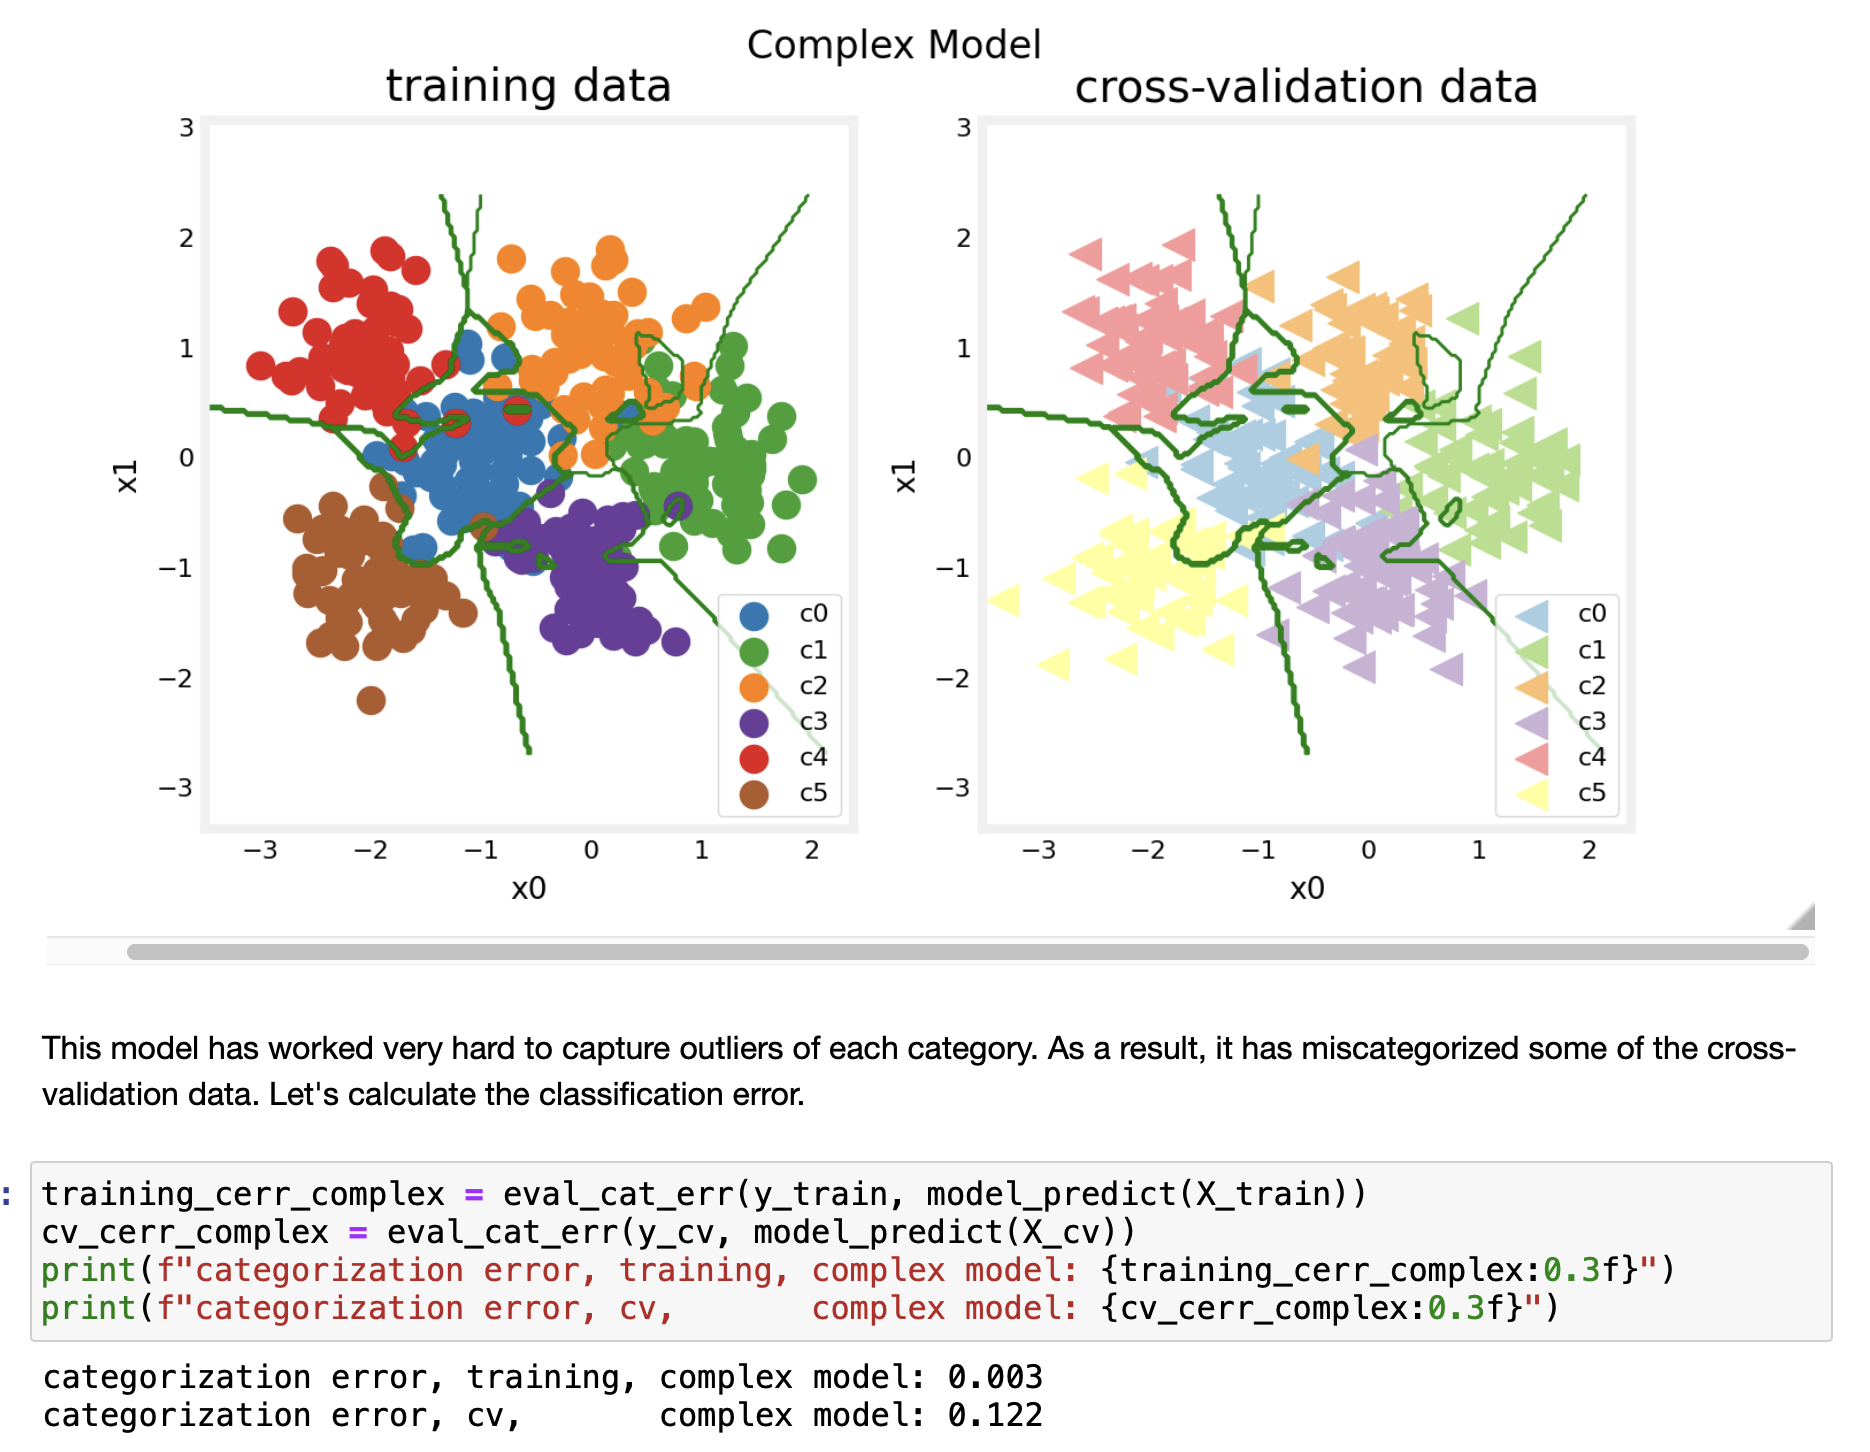 Complex Model
training data
cross-validation data
3
2
1
0
−1
−2
−3
x1
−3 −2 −1 0 1 2
x0
c0
c1
c2
c3
c4
c5
3
2
1
0
−1
−2
−3
x1
−3 −2 −1 0 1 2
x0
c0
c1
c2
c3
c4
c5
This model has worked very hard to capture outliers of each category. As a result, it has miscategorized some of the cross-
validation data. Let's calculate the classification error.
: training_cerr_complex = eval_cat_err(y_train, model_predict(X_train))
cv_cerr_complex = eval_cat_err(y_cv, model_predict(X_cv))
print(f"categorization error, training, complex model: {training_cerr_complex:0.3f}")
print(f"categorization error, cv,       complex model: {cv_cerr_complex:0.3f}")
categorization error, training, complex model: 0.003
categorization error, cv,       complex model: 0.122